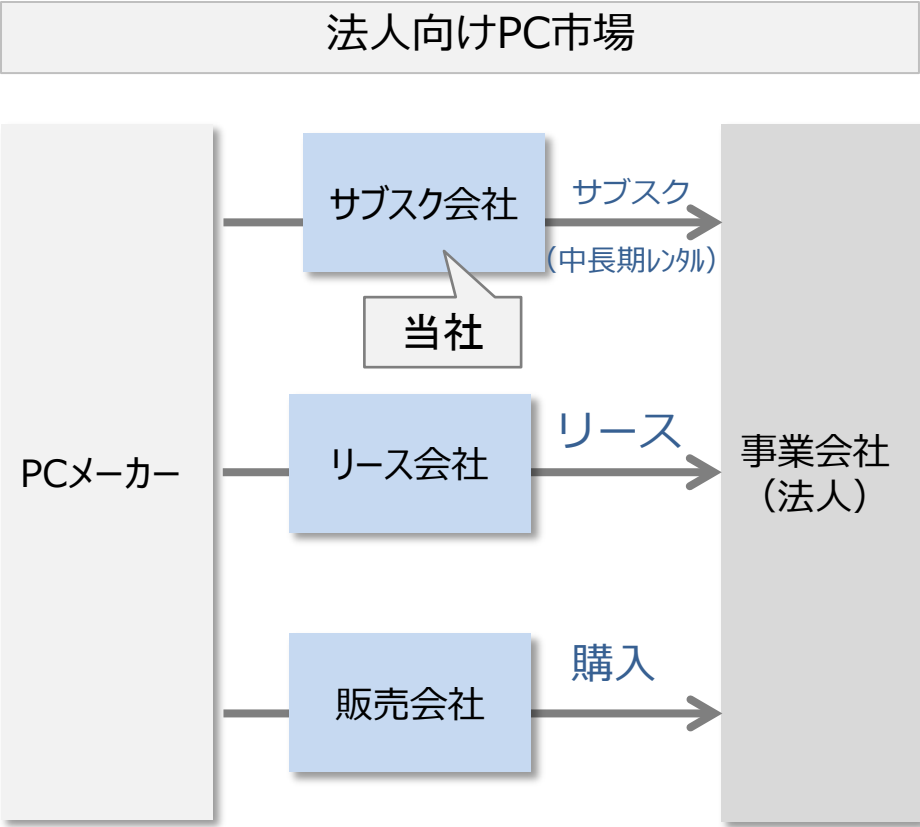 法人向けPC市場
サブスク会社
サブスク
(中長期レンタル)
当社
PCメーカー
リース会社
リース
事業会社
（法人）
販売会社
購入